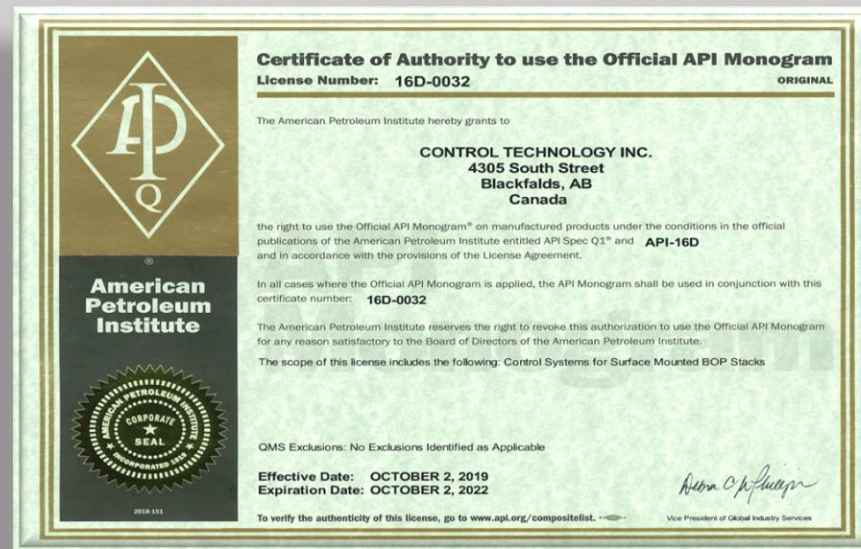 Certificate of Authority to use the Official API Monogram
License Number: 16D-0032
ORIGINAL
The American Petroleum Institute hereby grants to
CONTROL TECHNOLOGY INC.
4305 South Street
Blackfalds, AB
Canada
the right to use the Official API Monogram® on manufactured products under the conditions in the official
publications of the American Petroleum Institute entitled API Spec Q1® and API-16D
and in accordance with the provisions of the License Agreement.
In all cases where the Official API Monogram is applied, the API Monogram shall be used in conjunction with this
certificate number: 16D-0032
The American Petroleum Institute reserves the right to revoke this authorization to use the Official API Monogram
for any reason satisfactory to the Board of Directors of the American Petroleum Institute.
The scope of this license includes the following: Control Systems for Surface Mounted BOP Stacks
QMS Exclusions: No Exclusions Identified as Applicable
Effective Date: OCTOBER 2, 2019
Expiration Date: OCTOBER 2, 2022
To verify the authenticity of this license, go to www.api.org/compositelist.
Vice President of Global Industry Services
API
Q
®
American
Petroleum
Institute
AMERICAN PETROLEUM INSTITUTE
CORPORATE
SEAL
INCORPORATED 1919
2018-151